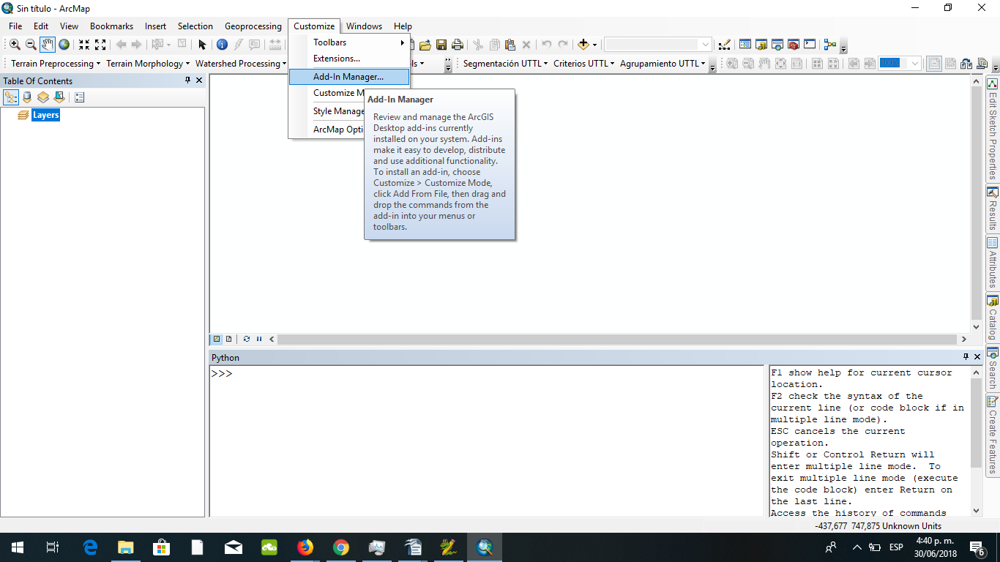 Sin título - ArcMap
File Edit View Bookmarks Insert Selection Geoprocessing Customize Windows Help
Toolbars
Extensions...
Terrain Preprocessing Terrain Morphology Watershed Processing
Segmentación UTTL Criterios UTTL Agrupamiento UTTL
100%
Add-In Manager...
Customize M
Style Manage
ArcMap Opti
Add-In Manager
Review and manage the ArcGIS
Desktop add-ins currently
installed on your system. Add-ins
make it easy to develop, distribute
and use additional functionality.
To install an add-in, choose
Customize > Customize Mode,
click Add From File, then drag and
drop the commands from the
add-in into your menus or
toolbars.
Table Of Contents
Layers
Edit Sketch Properties
Results
Attributes
Catalog
Search
Create Features
Python
>>>
F1 show help for current cursor
location.
F2 check the syntax of the
current line (or code block if in
multiple line mode).
ESC cancels the current
operation.
Shift or Control Return will
enter multiple line mode. To
exit multiple line mode (execute
the code block) enter Return on
the last line.
Access the history of commands
-437,677 747,875 Unknown Units
ESP
4:40 p. m.
30/06/2018
6